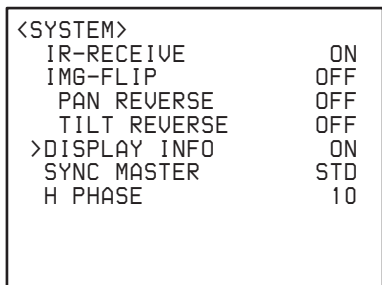 <SYSTEM>
IR-RECEIVE ON
IMG-FLIP OFF
PAN REVERSE OFF
TILT REVERSE OFF
>DISPLAY INFO ON
SYNC MASTER STD
H PHASE 10